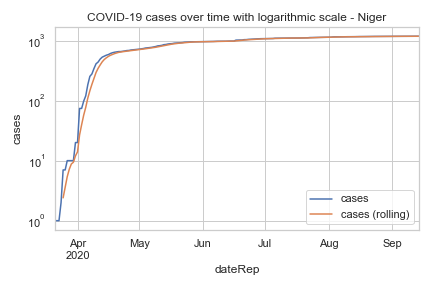 COVID-19 cases over time with logarithmic scale - Niger
cases
10³
10²
10¹
10⁰
cases
cases (rolling)
Apr May Jun Jul Aug Sep
2020
dateRep